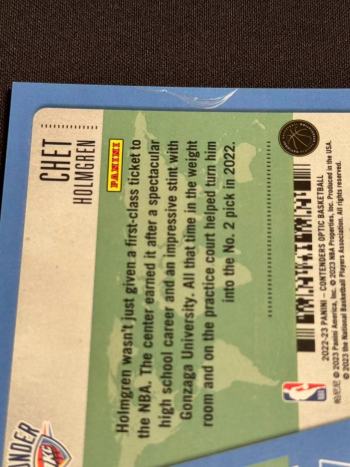 CHET
HOLMGREN
PANINI
Holmgren wasn't just given a first-class ticket to
the NBA. The center earned it after a spectacular
high school career and an impressive stint with
Gonzaga University. All that time in the weight
room and on the practice court helped turn him
into the No. 2 pick in 2022.
2022-23 PANINI – CONTENDERS OPTIC BASKETBALL
© 2023 Panini America, Inc. © 2023 NBA Properties, Inc. Produced in the USA.
© 2023 the National Basketball Players Association. All rights reserved.
UNDER